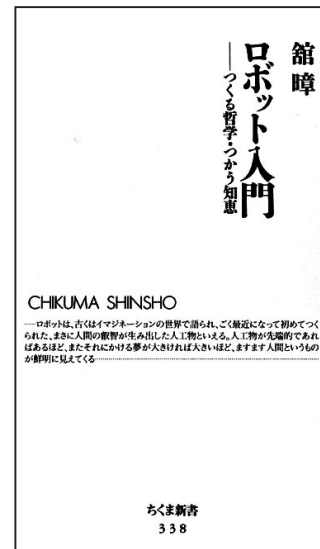 舘暲
ロボット入門
──つくる哲学・つかう知恵
CHIKUMA SHINSHO
──ロボットは、古くはイマジネーションの世界で語られ、ごく最近になって初めてつく
られた、まさに人間の叡智が生み出した人工物といえる。人工物が先端的であれ
ばあるほど、またそれにかける夢が大きければ大きいほど、ますます人間というもの
が鮮明に見えてくる……………………
ちくま新書
338